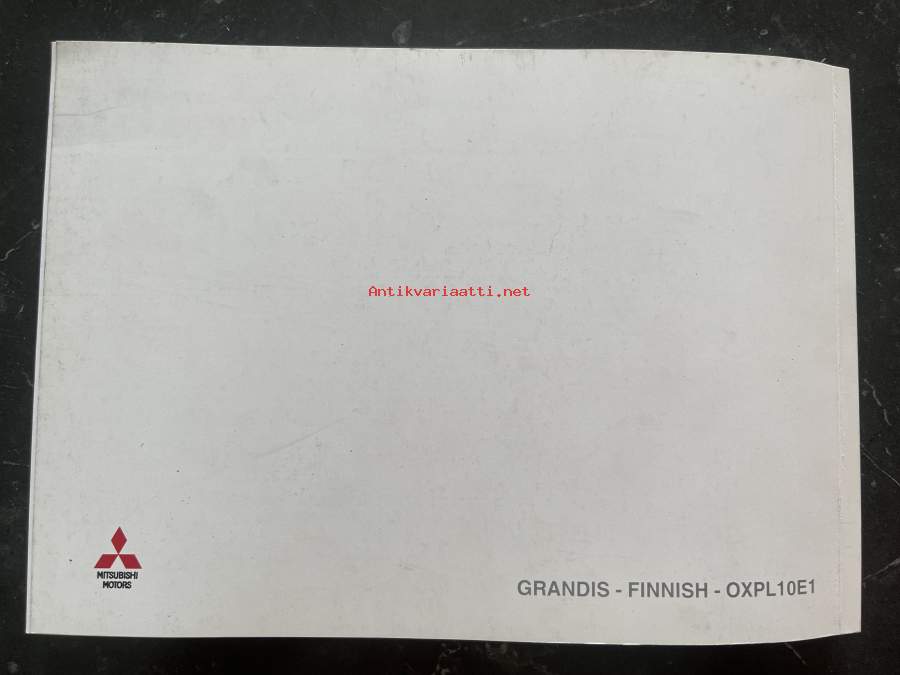 Antikvariaatti.net
MITSUBISHI
MOTORS
GRANDIS - FINNISH - OXPL10E1